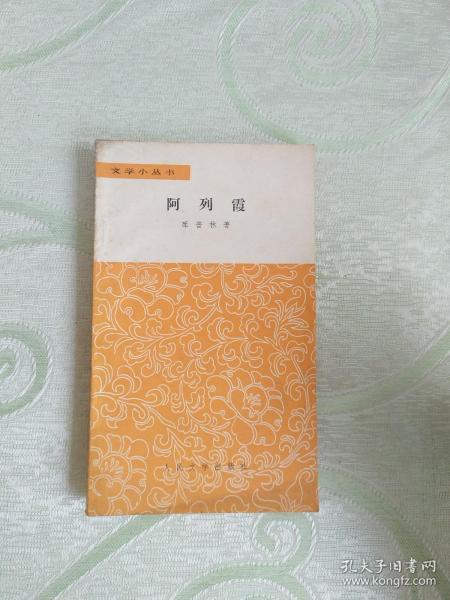 文学小丛书
阿列霞
库普林著
人民文学出版社
孔夫子旧书网
www.kongfz.com